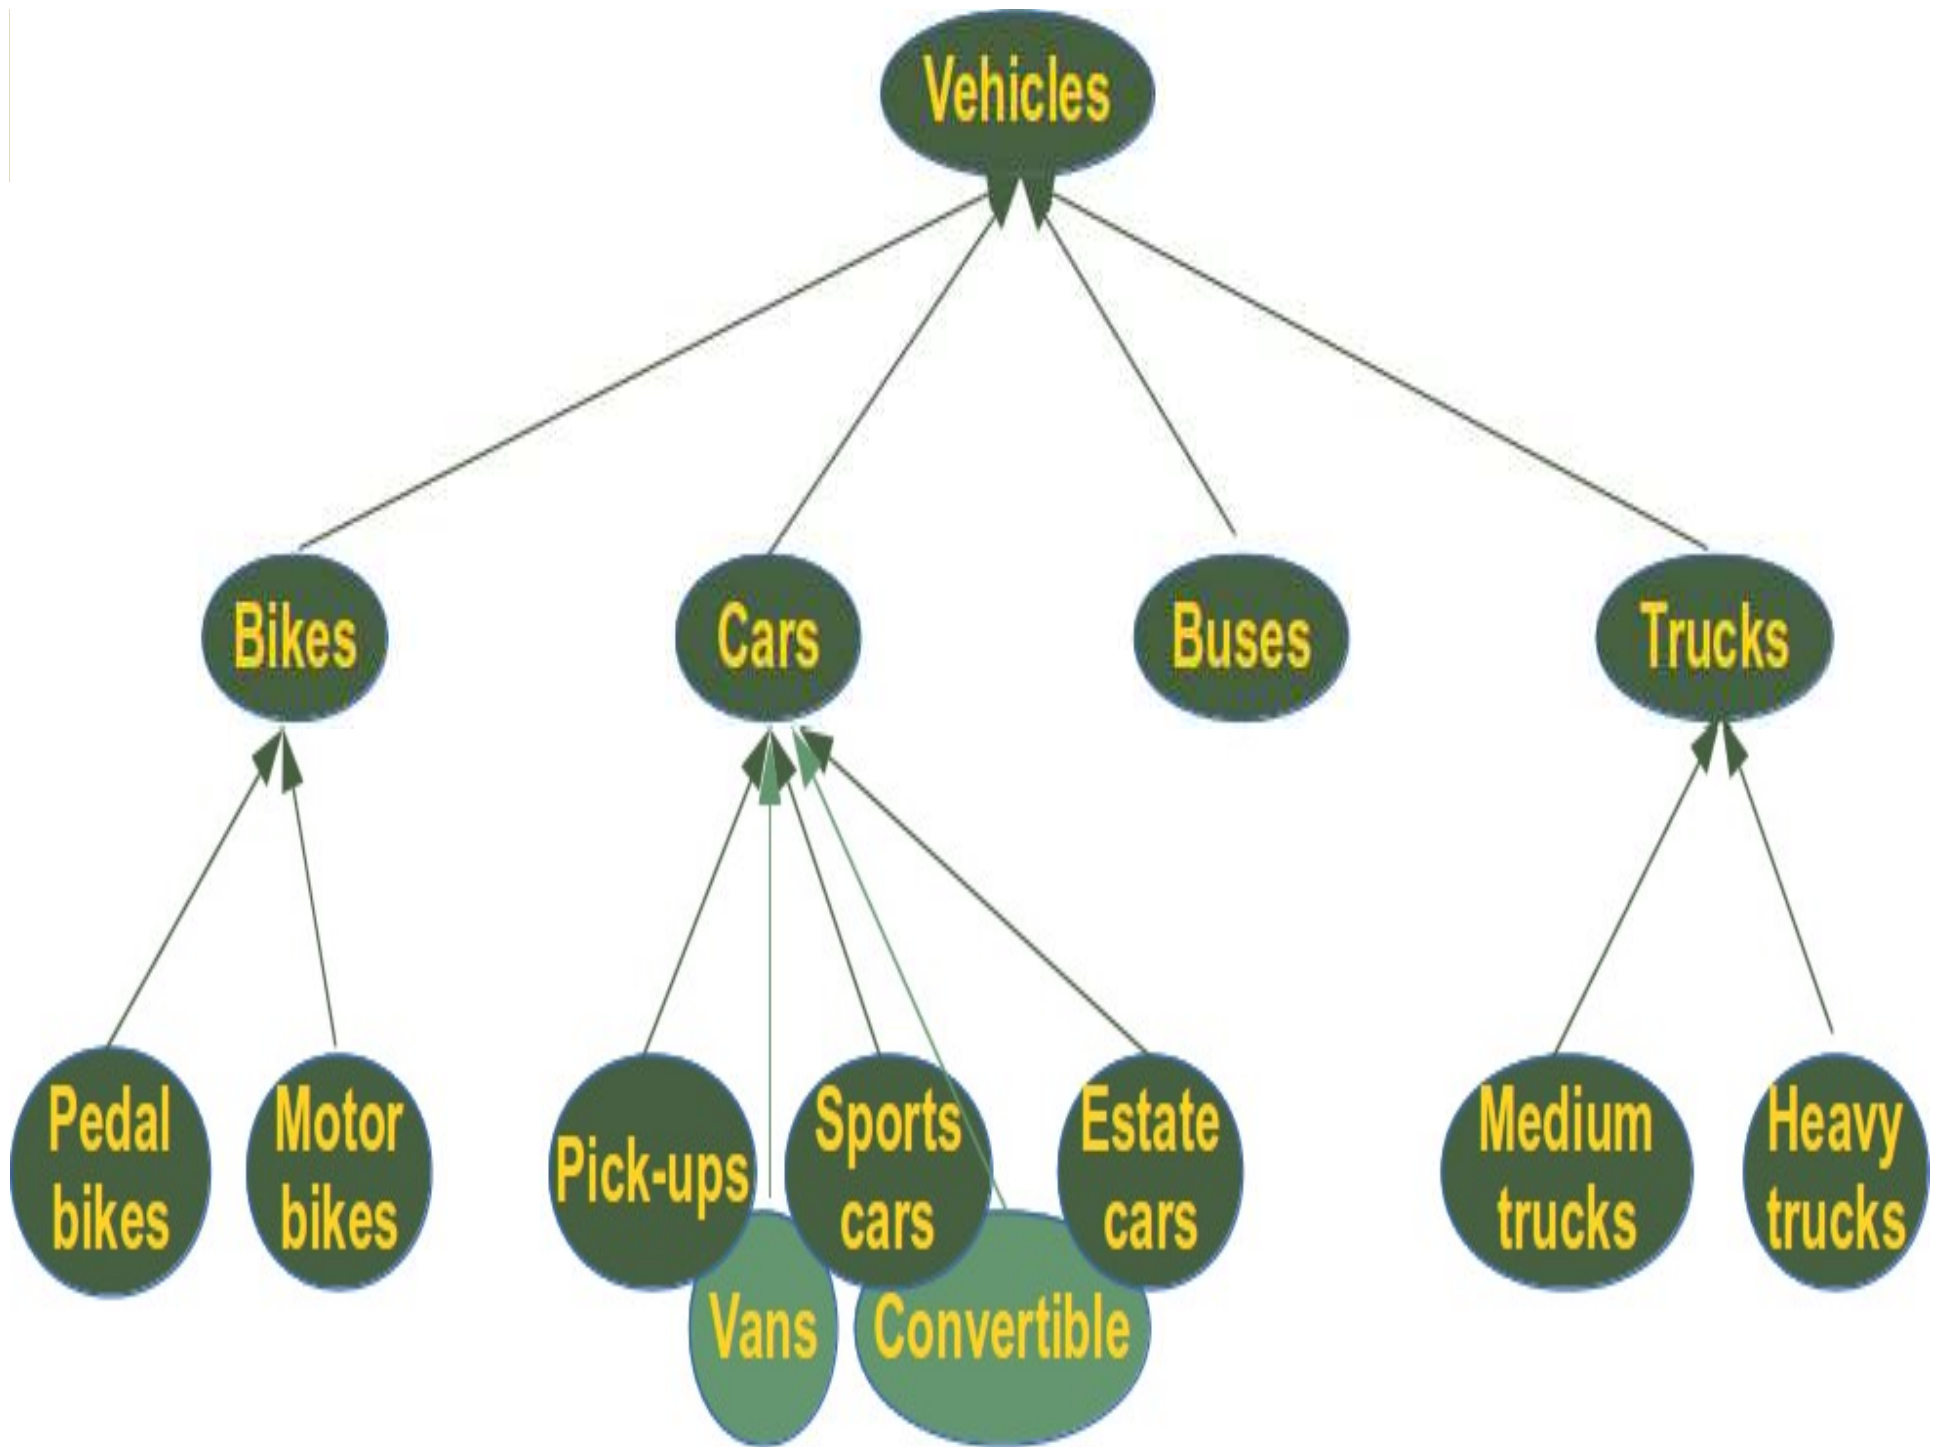 Vehicles
Bikes
Cars
Buses
Trucks
Pedal
bikes
Motor
bikes
Pick-ups
Sports
cars
Estate
cars
Medium
trucks
Heavy
trucks
Vans
Convertible